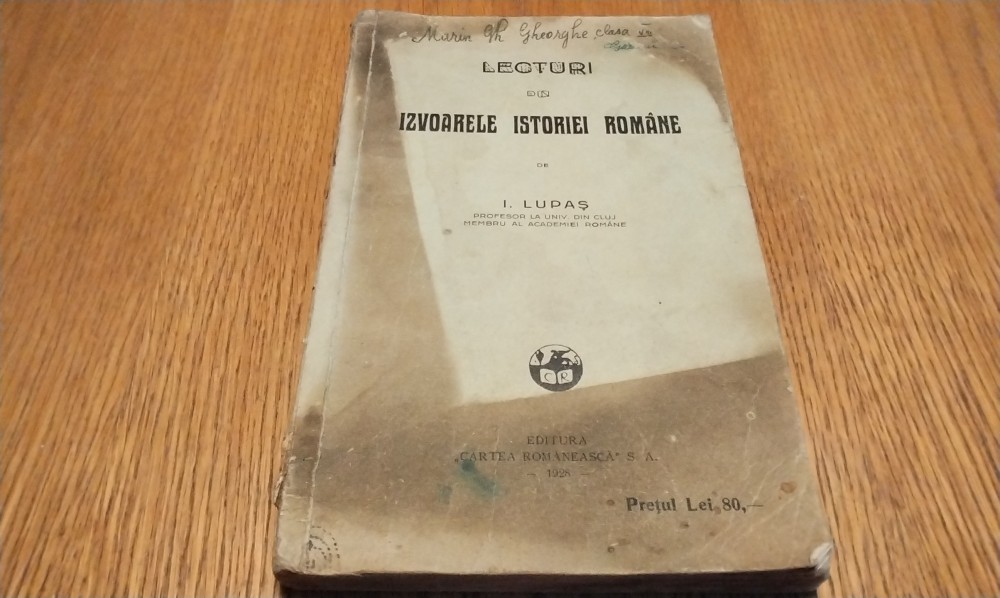 Marin Gh Gheorghe, clasa
LECTURI
DIN
IZVOARELE ISTORIEI ROMÂNE
DE
I. LUPAȘ
PROFESOR LA UNIV. DIN CLUJ
MEMBRU AL ACADEMIEI ROMÂNE
C R
EDITURA
„CARTEA ROMÂNEASCĂ" S. A.
— 1928 —
Prețul Lei 80,—